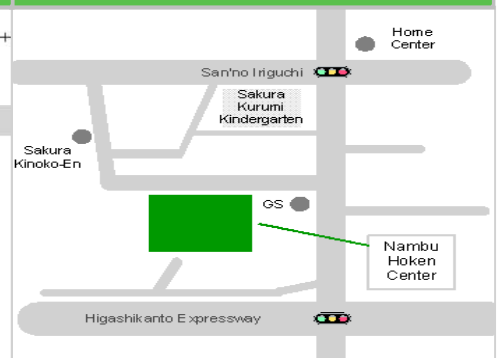 +
Home
Center
San'no Iriguchi
Sakura
Kurumi
Kindergarten
Sakura
Kinoko-En
GS
Nambu
Hoken
Center
Higashikanto Expressway